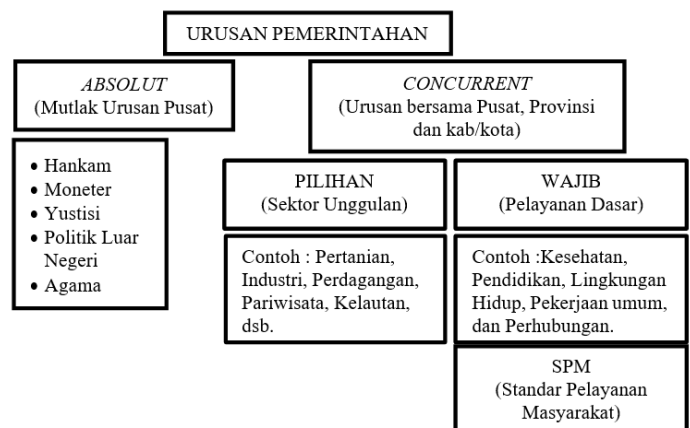 URUSAN PEMERINTAHAN
ABSOLUT
(Mutlak Urusan Pusat)
CONCURRENT
(Urusan bersama Pusat, Provinsi
dan kab/kota)
• Hankam
• Moneter
• Yustisi
• Politik Luar
Negeri
• Agama
PILIHAN
(Sektor Unggulan)
WAJIB
(Pelayanan Dasar)
Contoh : Pertanian,
Industri, Perdagangan,
Pariwisata, Kelautan,
dsb.
Contoh :Kesehatan,
Pendidikan, Lingkungan
Hidup, Pekerjaan umum,
dan Perhubungan.
SPM
(Standar Pelayanan
Masyarakat)